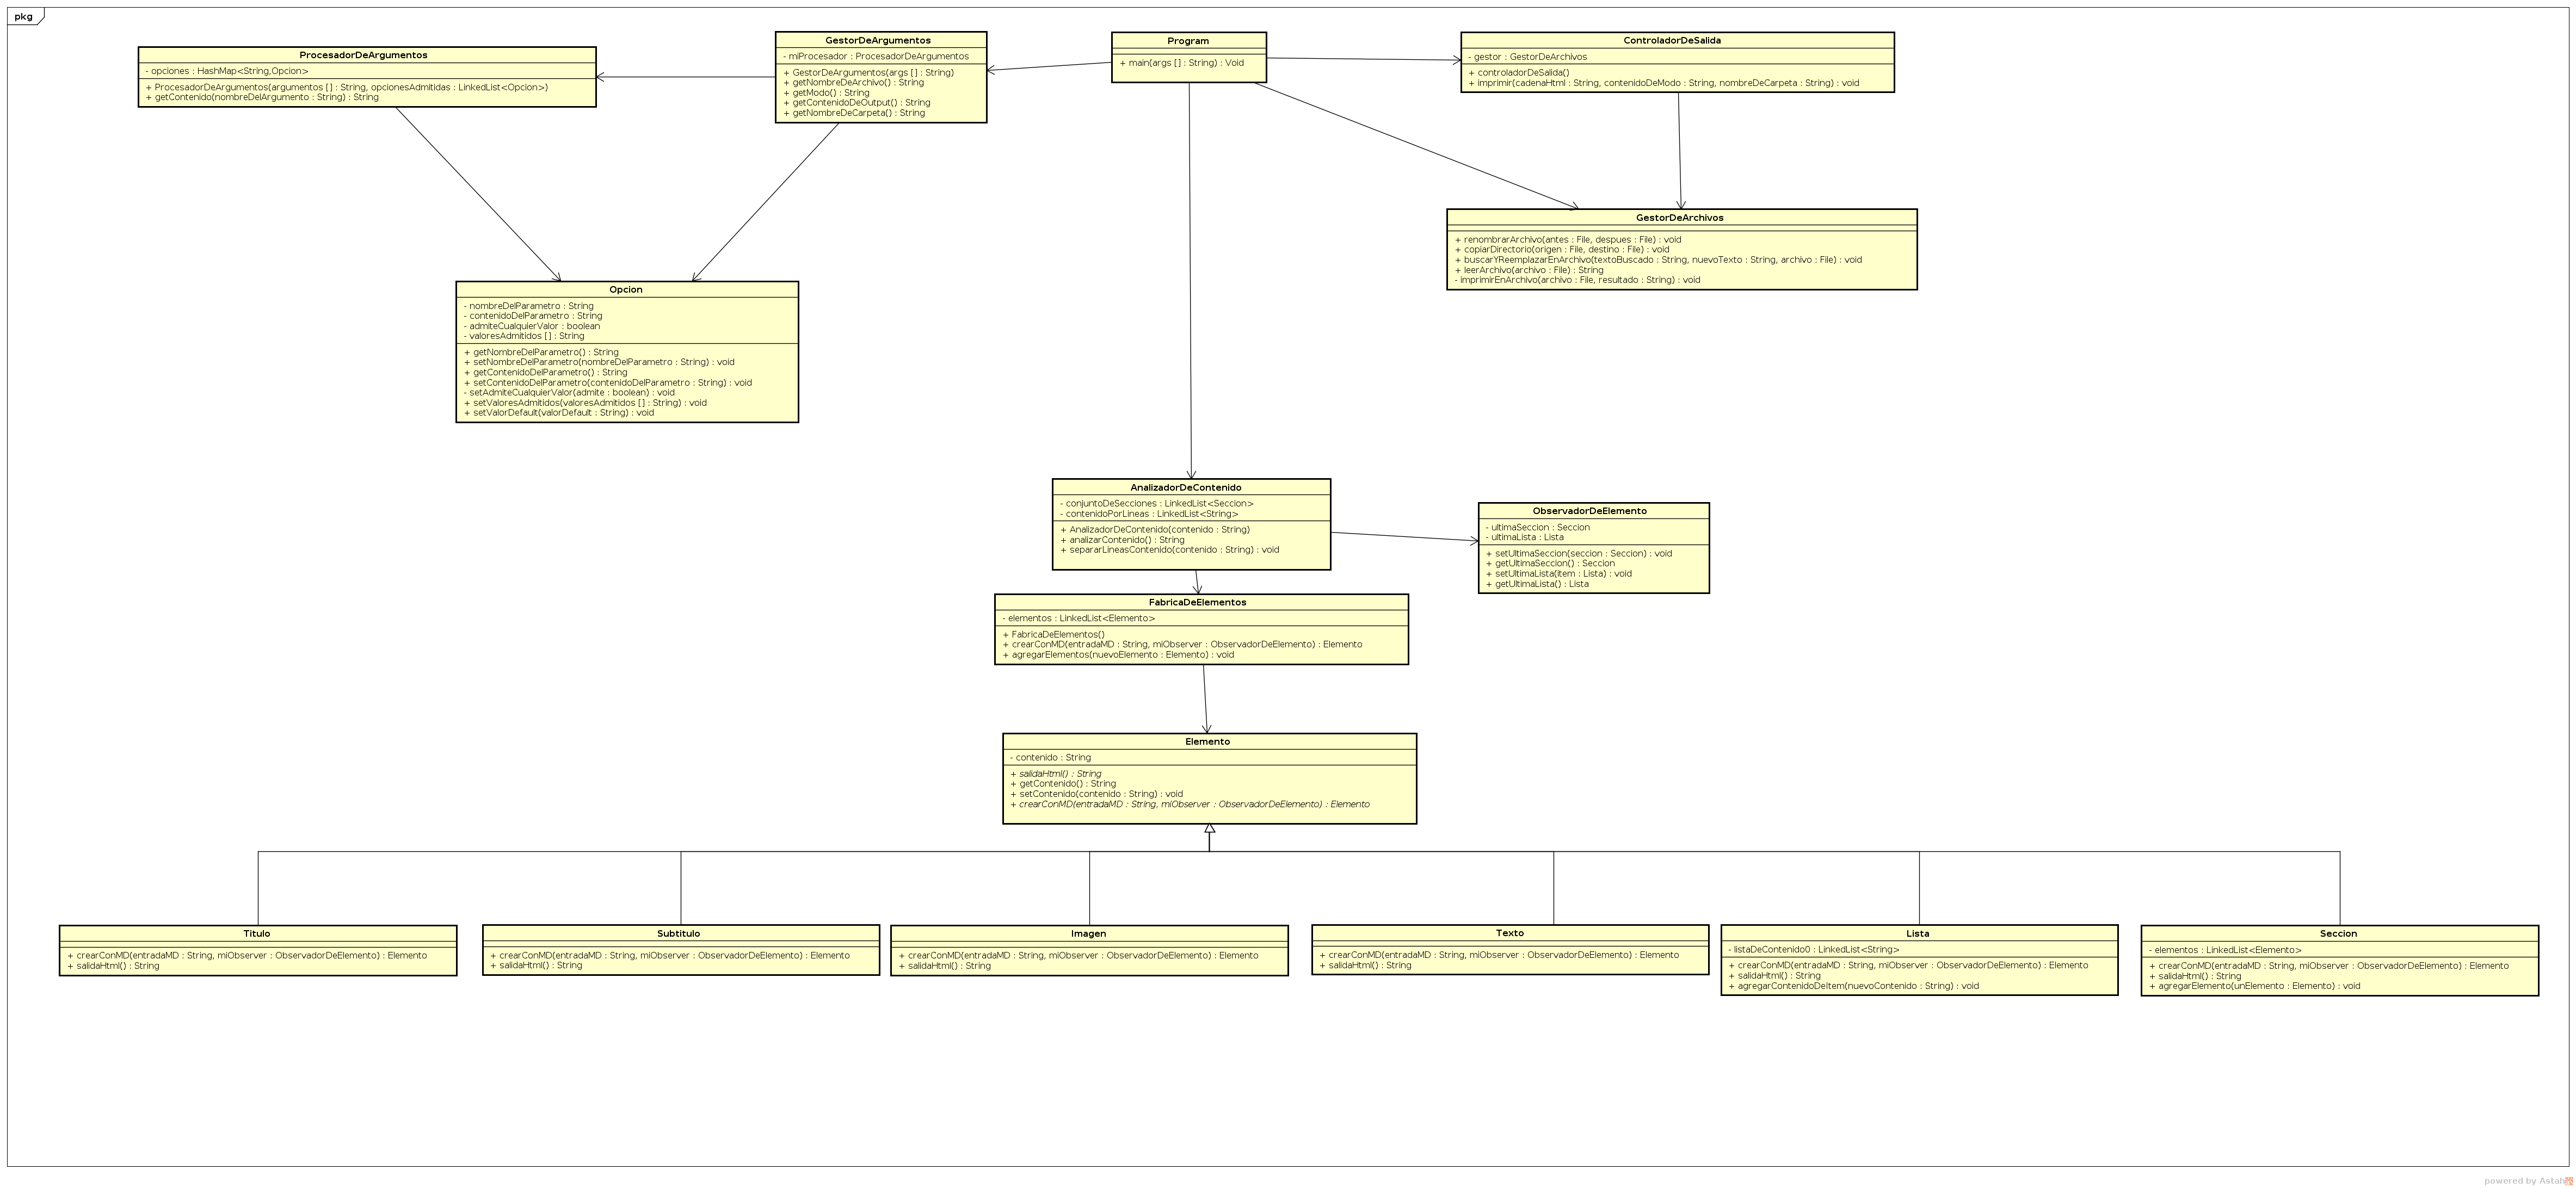 pkg
ProcesadorDeArgumentos
- opciones : HashMap<String,Opcion>
+ ProcesadorDeArgumentos(argumentos [] : String, opcionesAdmitidas : LinkedList<Opcion>)
+ getContenido(nombreDelArgumento : String) : String
GestorDeArgumentos
- miProcesador : ProcesadorDeArgumentos
+ GestorDeArgumentos(args [] : String)
+ getNombreDeArchivo() : String
+ getModo() : String
+ getContenidoDeOutput() : String
+ getNombreDeCarpeta() : String
Program
+ main(args [] : String) : Void
ControladorDeSalida
- gestor : GestorDeArchivos
+ controladorDeSalida()
+ imprimir(cadenaHtml : String, contenidoDeModo : String, nombreDeCarpeta : String) : void
GestorDeArchivos
+ renombrarArchivo(antes : File, despues : File) : void
+ copiarDirectorio(origen : File, destino : File) : void
+ buscarYReemplazarEnArchivo(textoBuscado : String, nuevoTexto : String, archivo : File) : void
+ leerArchivo(archivo : File) : String
- imprimirEnArchivo(archivo : File, resultado : String) : void
Opcion
- nombreDelParametro : String
- contenidoDelParametro : String
- admiteCualquierValor : boolean
- valoresAdmitidos [] : String
+ getNombreDelParametro() : String
+ setNombreDelParametro(nombreDelParametro : String) : void
+ getContenidoDelParametro() : String
+ setContenidoDelParametro(contenidoDelParametro : String) : void
- setAdmiteCualquierValor(admite : boolean) : void
+ setValoresAdmitidos(valoresAdmitidos [] : String) : void
+ setValorDefault(valorDefault : String) : void
AnalizadorDeContenido
- conjuntoDeSecciones : LinkedList<Seccion>
- contenidoPorLineas : LinkedList<String>
+ AnalizadorDeContenido(contenido : String)
+ analizarContenido() : String
+ separarLineasContenido(contenido : String) : void
ObservadorDeElemento
- ultimaSeccion : Seccion
- ultimaLista : Lista
+ setUltimaSeccion(seccion : Seccion) : void
+ getUltimaSeccion() : Seccion
+ setUltimaLista(item : Lista) : void
+ getUltimaLista() : Lista
FabricaDeElementos
- elementos : LinkedList<Elemento>
+ FabricaDeElementos()
+ crearConMD(entradaMD : String, miObserver : ObservadorDeElemento) : Elemento
+ agregarElementos(nuevoElemento : Elemento) : void
Elemento
- contenido : String
+ salidaHtml() : String
+ getContenido() : String
+ setContenido(contenido : String) : void
+ crearConMD(entradaMD : String, miObserver : ObservadorDeElemento) : Elemento
Titulo
+ crearConMD(entradaMD : String, miObserver : ObservadorDeElemento) : Elemento
+ salidaHtml() : String
Subtitulo
+ crearConMD(entradaMD : String, miObserver : ObservadorDeElemento) : Elemento
+ salidaHtml() : String
Imagen
+ crearConMD(entradaMD : String, miObserver : ObservadorDeElemento) : Elemento
+ salidaHtml() : String
Texto
+ crearConMD(entradaMD : String, miObserver : ObservadorDeElemento) : Elemento
+ salidaHtml() : String
Lista
- listaDeContenido0 : LinkedList<String>
+ crearConMD(entradaMD : String, miObserver : ObservadorDeElemento) : Elemento
salidaHtml() : String
+ agregarContenidoDeItem(nuevoContenido : String) : void
Seccion
- elementos : LinkedList<Elemento>
+ crearConMD(entradaMD : String, miObserver : ObservadorDeElemento) : Elemento
+ salidaHtml() : String
+ agregarElemento(unElemento : Elemento) : void
powered by Astah